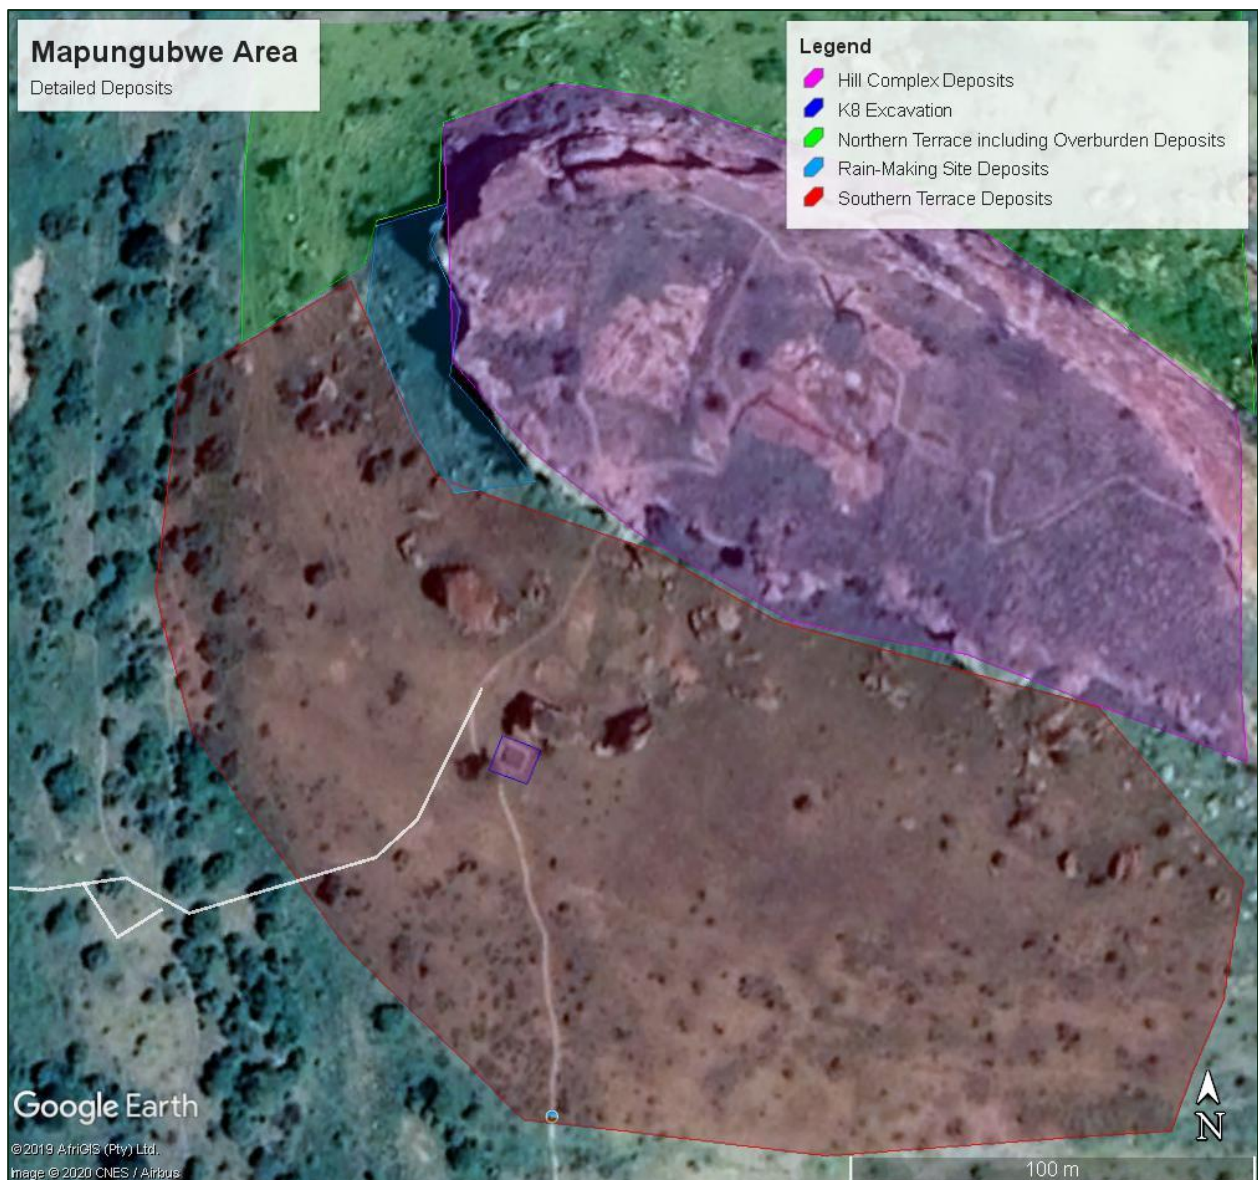 Mapungubwe Area
Detailed Deposits
Legend
Hill Complex Deposits
K8 Excavation
Northern Terrace including Overburden Deposits
Rain-Making Site Deposits
Southern Terrace Deposits
Google Earth
©2019 AfriGIS (Pty) Ltd.
Image © 2020 CNES / Airbus
N
100 m